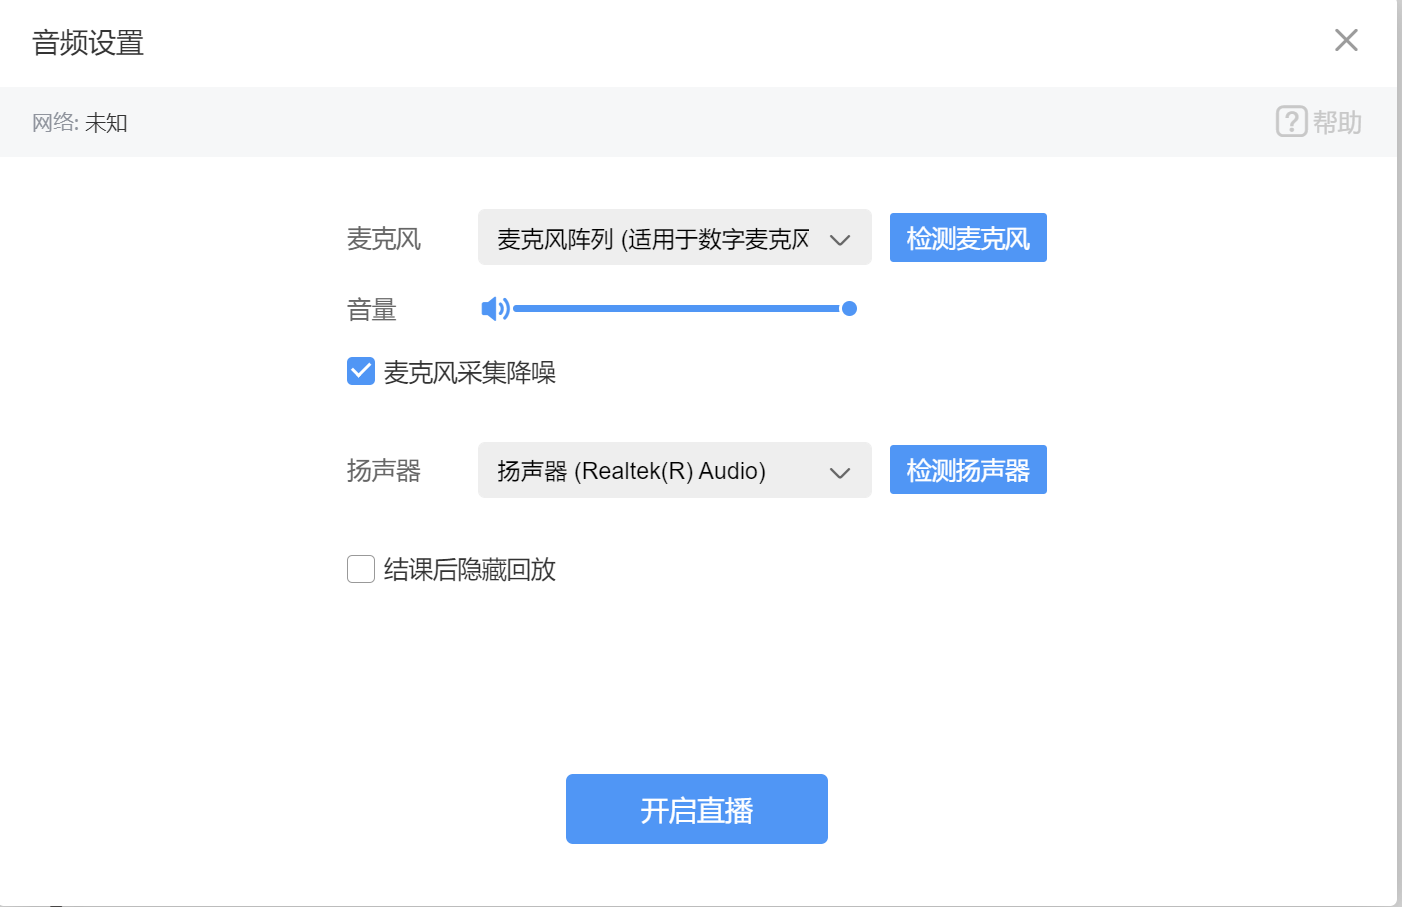 音频设置
网络: 未知
帮助
麦克风 麦克风阵列 (适用于数字麦克风 检测麦克风
音量
麦克风采集降噪
扬声器 扬声器 (Realtek(R) Audio) 检测扬声器
结课后隐藏回放
开启直播